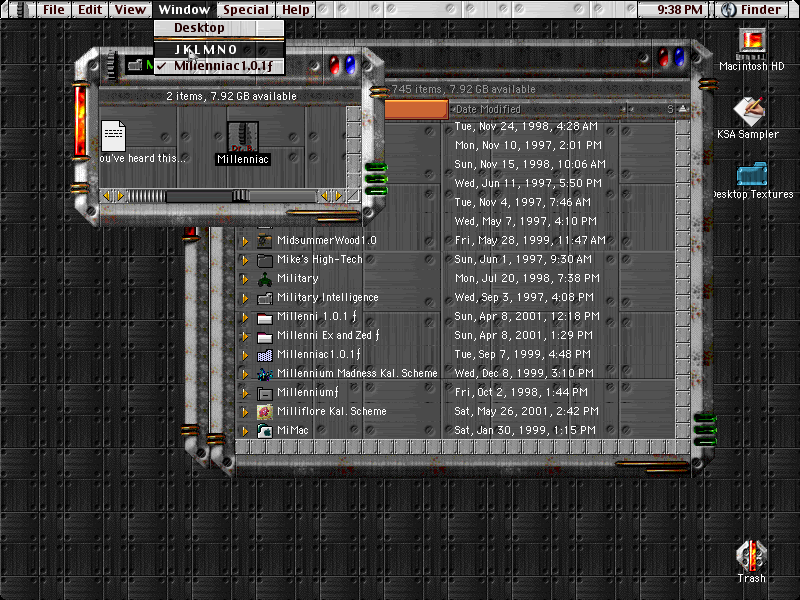 File Edit View Window Special Help 9:38 PM Finder
Desktop
J K L M N O
✓ Millenniac1.0.1ƒ
2 items, 7.92 GB available
ou've heard this...
Millenniac
745 items, 7.92 GB available
Date Modified S
Tue, Nov 24, 1998, 4:28 AM
Mon, Nov 10, 1997, 2:01 PM
Sun, Nov 15, 1998, 10:06 AM
Wed, Jun 11, 1997, 5:50 PM
Tue, Nov 4, 1997, 7:46 AM
Wed, May 7, 1997, 4:10 PM
MidsummerWood1.0 Fri, May 28, 1999, 11:47 AM
Mike's High-Tech Sun, Jun 1, 1997, 9:30 AM
Military Mon, Jul 20, 1998, 7:38 PM
Military Intelligence Wed, Sep 3, 1997, 4:08 PM
Millenni 1.0.1 ƒ Sun, Apr 8, 2001, 12:18 PM
Millenni Ex and Zed ƒ Sun, Apr 8, 2001, 1:29 PM
Millenniac1.0.1ƒ Tue, Sep 7, 1999, 4:48 PM
Millennium Madness Kal. Scheme Wed, Dec 8, 1999, 3:10 PM
Millenniumƒ Fri, Oct 2, 1998, 1:44 PM
Milliflore Kal. Scheme Sat, May 26, 2001, 2:42 PM
MiMac Sat, Jan 30, 1999, 1:15 PM
Macintosh HD
KSA Sampler
Desktop Textures
Trash